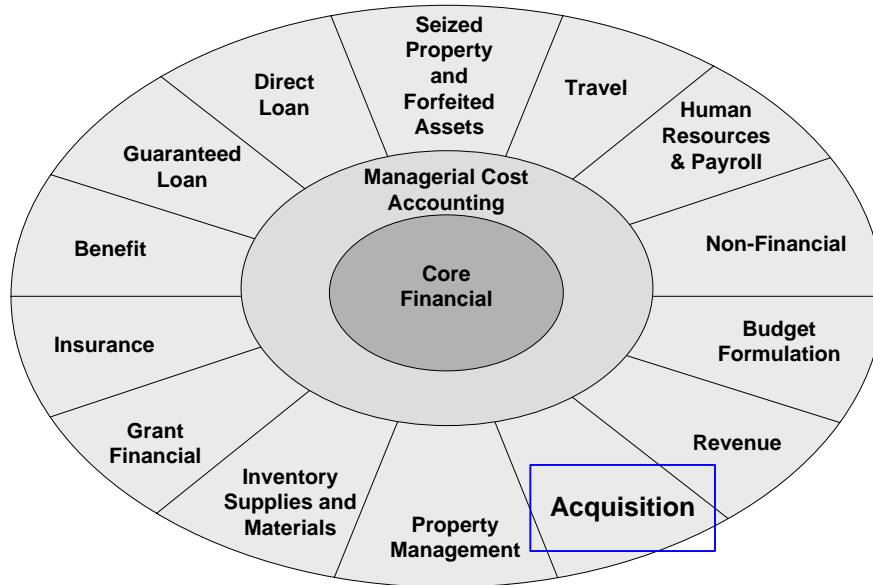 Seized
Property
and
Forfeited
Assets
Travel
Human
Resources
& Payroll
Non-Financial
Budget
Formulation
Revenue
Acquisition
Property
Management
Inventory
Supplies and
Materials
Grant
Financial
Insurance
Benefit
Guaranteed
Loan
Direct
Loan
Managerial Cost
Accounting
Core
Financial